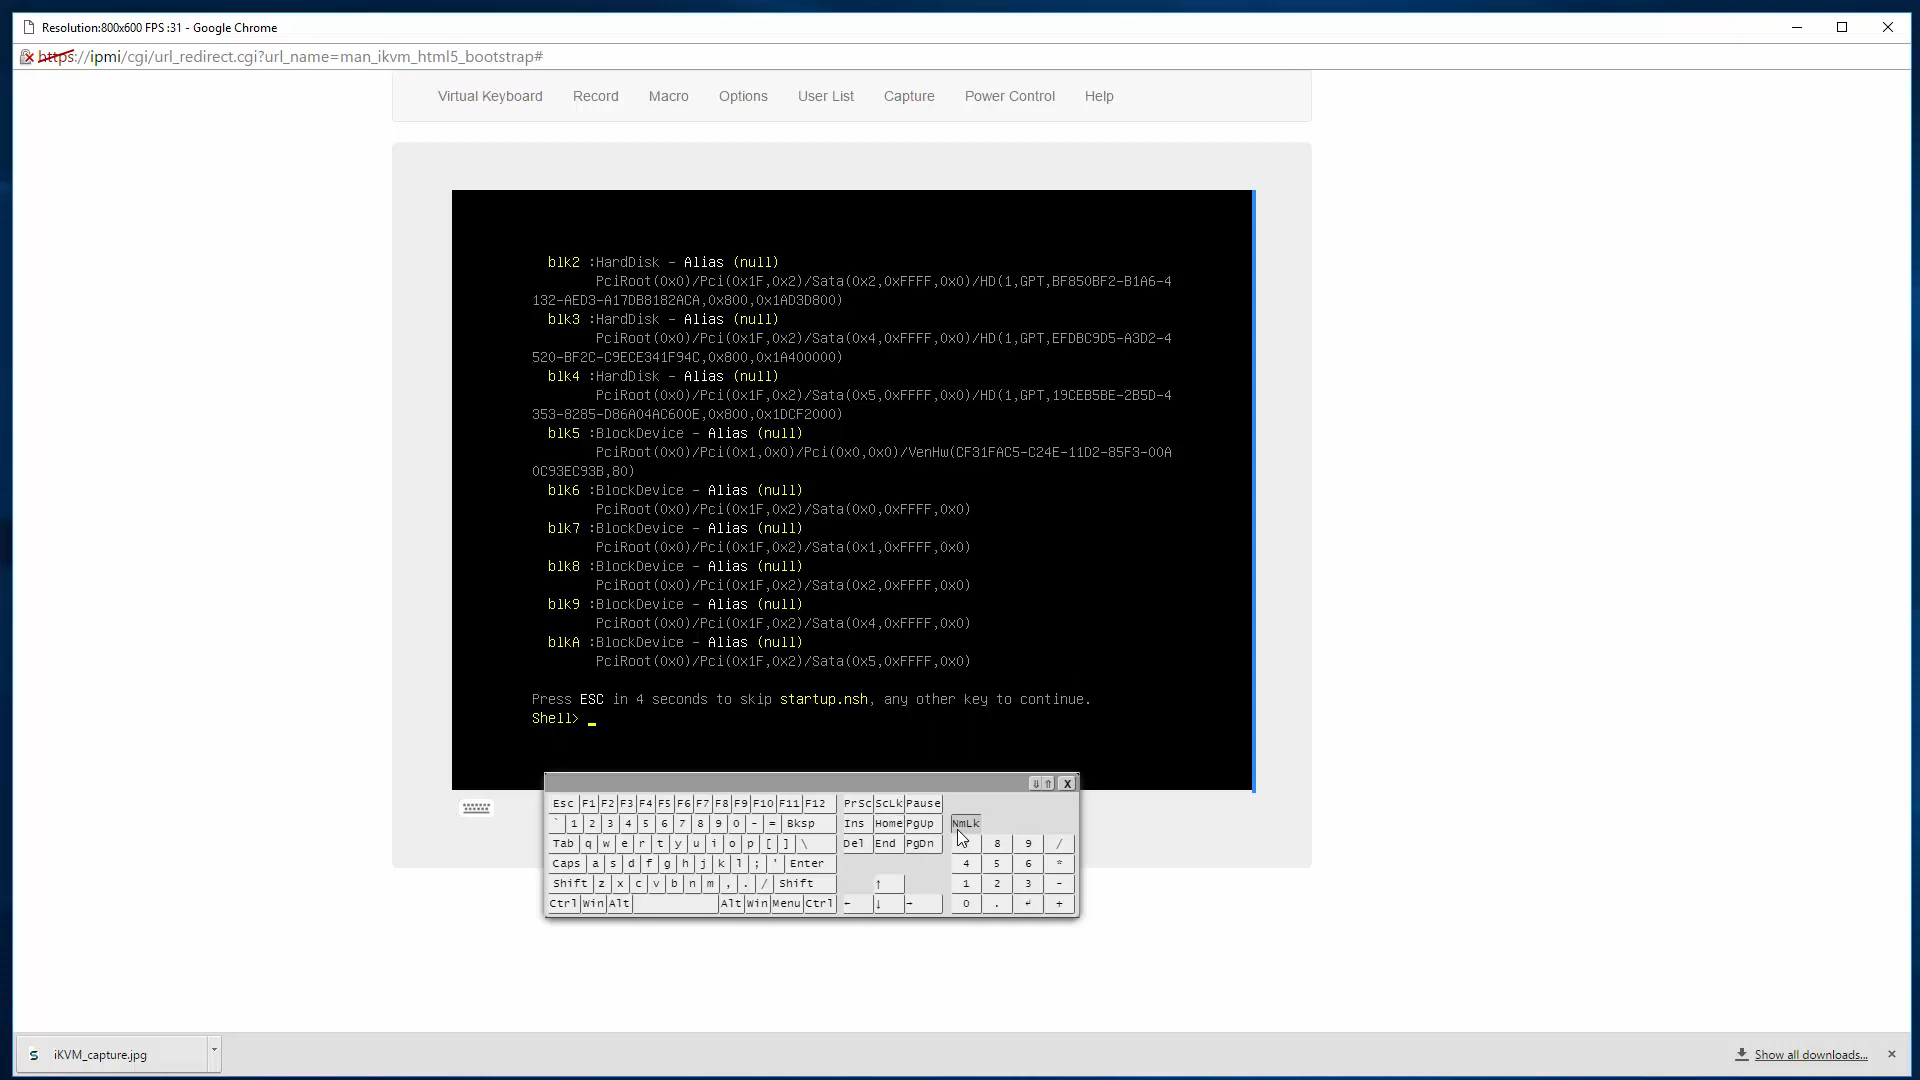 Resolution:800x600 FPS :31 - Google Chrome
https://ipmi/cgi/url_redirect.cgi?url_name=man_ikvm_html5_bootstrap#
Virtual Keyboard Record Macro Options User List Capture Power Control Help
blk2 :HardDisk - Alias (null)
PciRoot(0x0)/Pci(0x1F,0x2)/Sata(0x2,0xFFFF,0x0)/HD(1,GPT,BF850BF2-B1A6-4
132-AED3-A17DB8182ACA,0x800,0x1AD3D800)
blk3 :HardDisk - Alias (null)
PciRoot(0x0)/Pci(0x1F,0x2)/Sata(0x4,0xFFFF,0x0)/HD(1,GPT,EFDBC9D5-A3D2-4
520-BF2C-C9ECE341F94C,0x800,0x1A400000)
blk4 :HardDisk - Alias (null)
PciRoot(0x0)/Pci(0x1F,0x2)/Sata(0x5,0xFFFF,0x0)/HD(1,GPT,19CEB5BE-2B5D-4
353-8285-D86A04AC600E,0x800,0x1DCF2000)
blk5 :BlockDevice - Alias (null)
PciRoot(0x0)/Pci(0x1,0x0)/Pci(0x0,0x0)/VenHw(CF31FAC5-C24E-11D2-85F3-00A
0C93EC93B,80)
blk6 :BlockDevice - Alias (null)
PciRoot(0x0)/Pci(0x1F,0x2)/Sata(0x0,0xFFFF,0x0)
blk7 :BlockDevice - Alias (null)
PciRoot(0x0)/Pci(0x1F,0x2)/Sata(0x1,0xFFFF,0x0)
blk8 :BlockDevice - Alias (null)
PciRoot(0x0)/Pci(0x1F,0x2)/Sata(0x2,0xFFFF,0x0)
blk9 :BlockDevice - Alias (null)
PciRoot(0x0)/Pci(0x1F,0x2)/Sata(0x4,0xFFFF,0x0)
blkA :BlockDevice - Alias (null)
PciRoot(0x0)/Pci(0x1F,0x2)/Sata(0x5,0xFFFF,0x0)
Press ESC in 4 seconds to skip startup.nsh, any other key to continue.
Shell> _
⇓ ⇑ X
Esc F1 F2 F3 F4 F5 F6 F7 F8 F9 F10 F11 F12 PrSc ScLk Pause
` 1 2 3 4 5 6 7 8 9 0 - = Bksp Ins Home PgUp NmLk
Tab q w e r t y u i o p [ ] \ Del End PgDn 8 9 /
Caps a s d f g h j k l ; ' Enter 4 5 6 *
Shift z x c v b n m , . / Shift ↑ 1 2 3 -
Ctrl Win Alt Alt Win Menu Ctrl ← ↓ → 0 . ↵ +
iKVM_capture.jpg
Show all downloads...